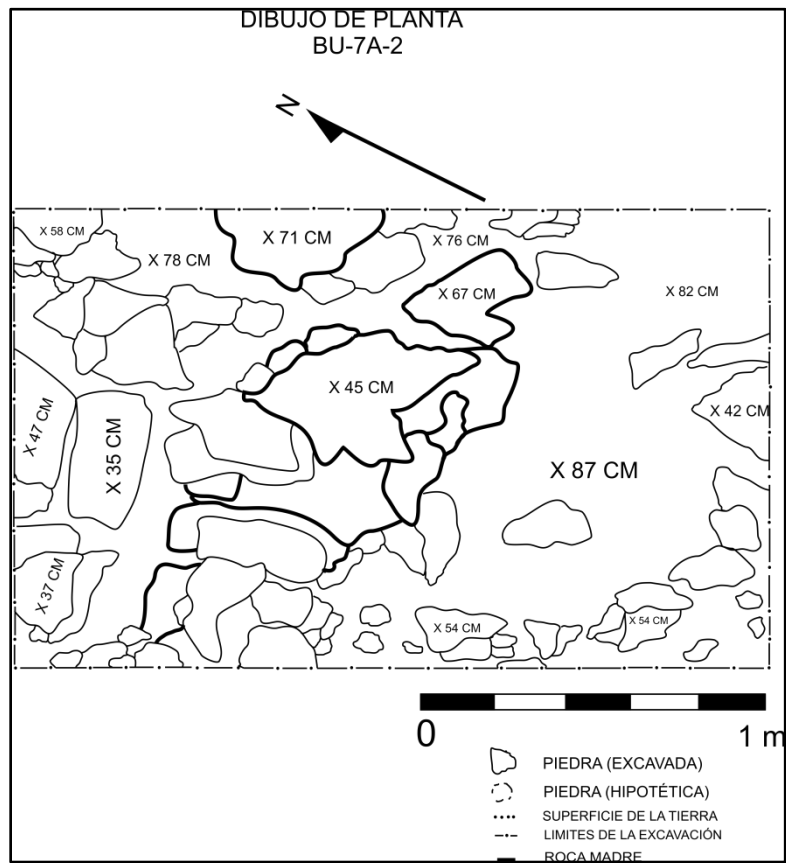 DIBUJO DE PLANTA
BU-7A-2
N
X 58 CM
X 71 CM
X 76 CM
X 78 CM
X 67 CM
X 82 CM
X 45 CM
X 47 CM
X 35 CM
X 42 CM
X 87 CM
X 37 CM
X 54 CM
X 54 CM
0 1 m
PIEDRA (EXCAVADA)
PIEDRA (HIPOTÉTICA)
SUPERFICIE DE LA TIERRA
LIMITES DE LA EXCAVACIÓN
ROCA MADRE